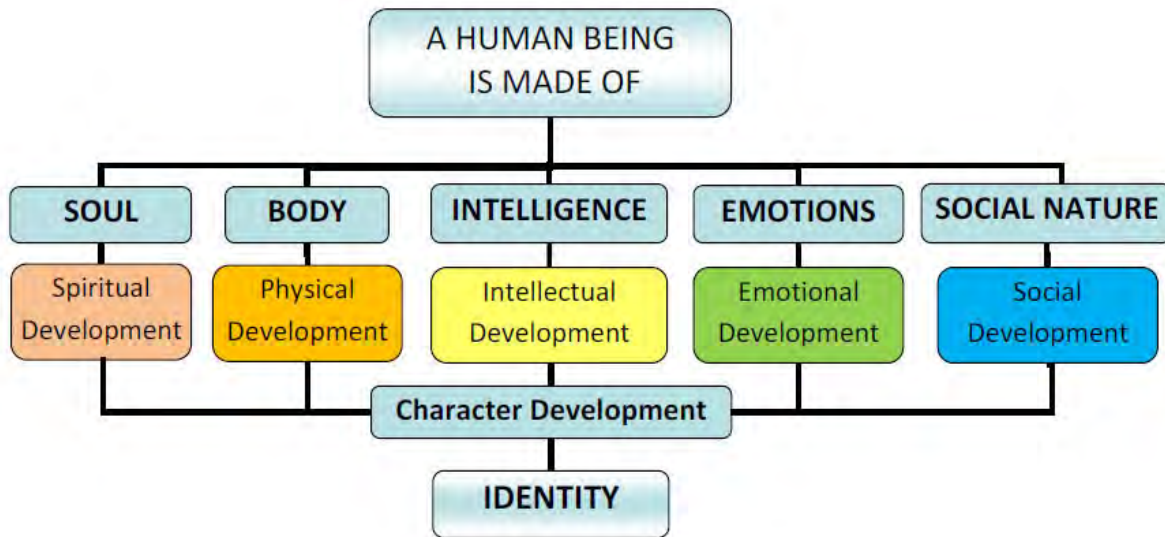 A HUMAN BEING
IS MADE OF
SOUL
BODY
INTELLIGENCE
EMOTIONS
SOCIAL NATURE
Spiritual
Development
Physical
Development
Intellectual
Development
Emotional
Development
Social
Development
Character Development
IDENTITY